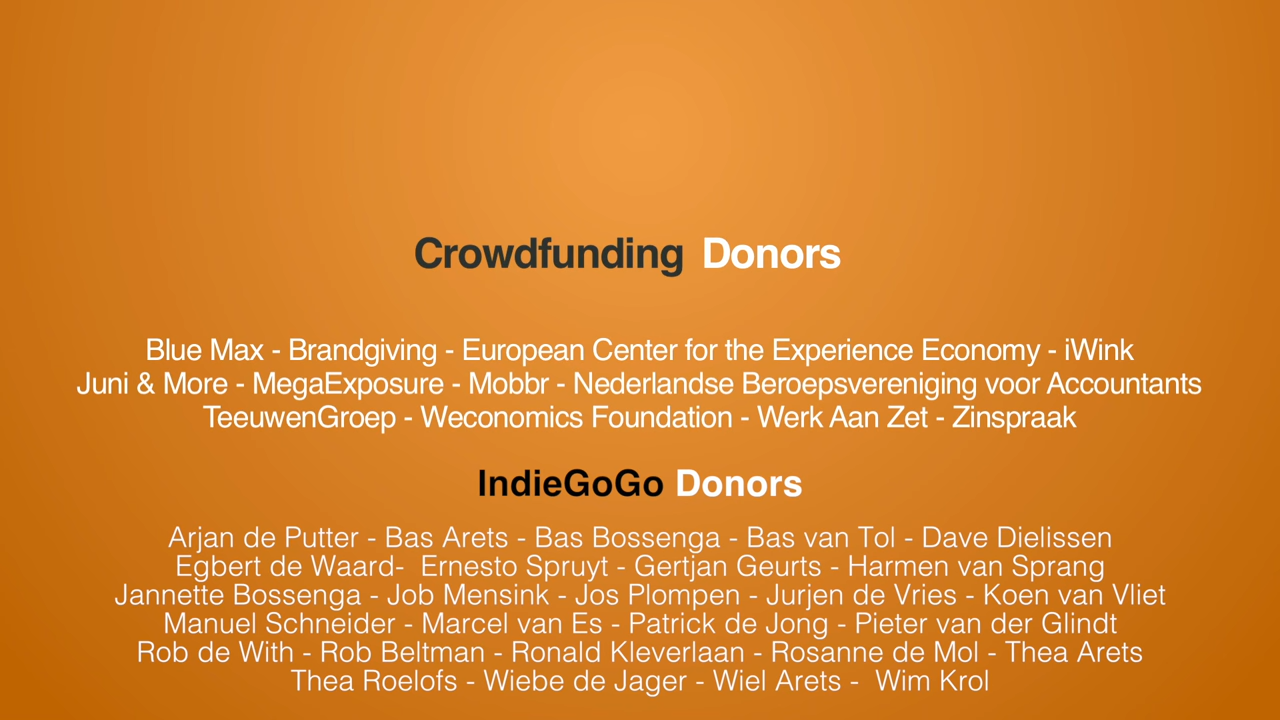 Crowdfunding Donors
Blue Max - Brandgiving - European Center for the Experience Economy - iWink
Juni & More - MegaExposure - Mobbr - Nederlandse Beroepsvereniging voor Accountants
TeeuwenGroep - Weconomics Foundation - Werk Aan Zet - Zinspraak
IndieGoGo Donors
Arjan de Putter - Bas Arets - Bas Bossenga - Bas van Tol - Dave Dielissen
Egbert de Waard-  Ernesto Spruyt - Gertjan Geurts - Harmen van Sprang
Jannette Bossenga - Job Mensink - Jos Plompen - Jurjen de Vries - Koen van Vliet
Manuel Schneider - Marcel van Es - Patrick de Jong - Pieter van der Glindt
Rob de With - Rob Beltman - Ronald Kleverlaan - Rosanne de Mol - Thea Arets
Thea Roelofs - Wiebe de Jager - Wiel Arets -  Wim Krol